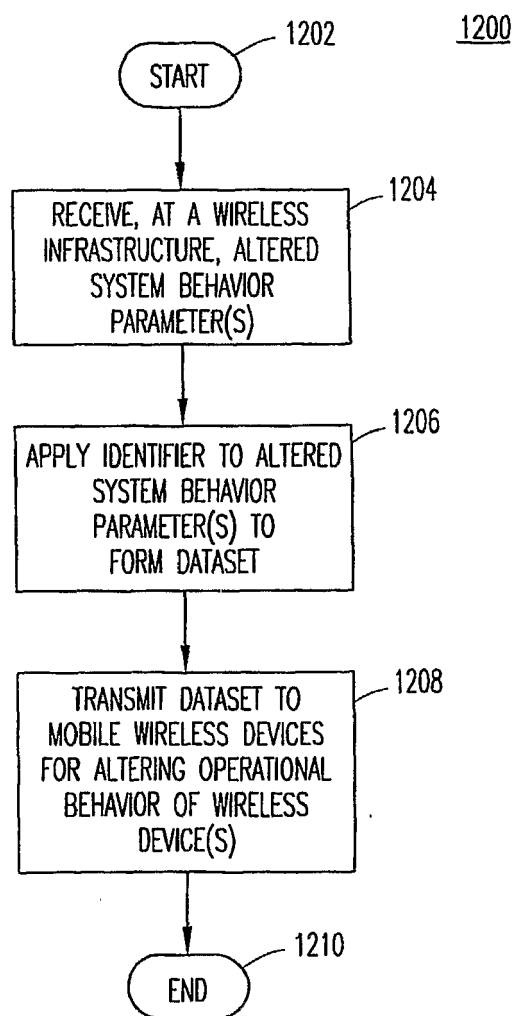 1202
1200
START
1204
RECEIVE, AT A WIRELESS
INFRASTRUCTURE, ALTERED
SYSTEM BEHAVIOR
PARAMETER(S)
1206
APPLY IDENTIFIER TO ALTERED
SYSTEM BEHAVIOR
PARAMETER(S) TO
FORM DATASET
1208
TRANSMIT DATASET TO
MOBILE WIRELESS DEVICES
FOR ALTERING OPERATIONAL
BEHAVIOR OF WIRELESS
DEVICE(S)
1210
END